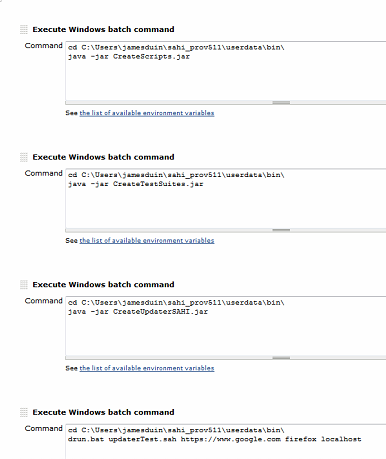 Execute Windows batch command
Command
cd C:\Users\jamesduin\sahi_prov511\userdata\bin\
java -jar CreateScripts.jar
See the list of available environment variables
Execute Windows batch command
Command
cd C:\Users\jamesduin\sahi_prov511\userdata\bin\
java -jar CreateTestSuites.jar
See the list of available environment variables
Execute Windows batch command
Command
cd C:\Users\jamesduin\sahi_prov511\userdata\bin\
java -jar CreateUpdaterSAHI.jar
See the list of available environment variables
Execute Windows batch command
Command
cd C:\Users\jamesduin\sahi_prov511\userdata\bin\
drun.bat updaterTest.sah https://www.google.com firefox localhost